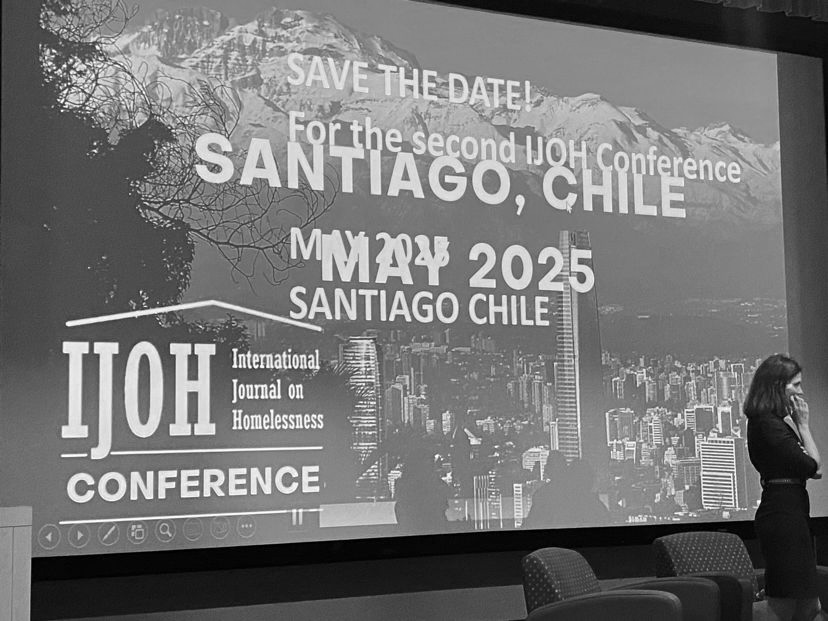 SAVE THE DATE!
For the second IJOH Conference
SANTIAGO, CHILE
MAY 2025
MAY 2025
SANTIAGO CHILE
IJOH
International
Journal on
Homelessness
CONFERENCE